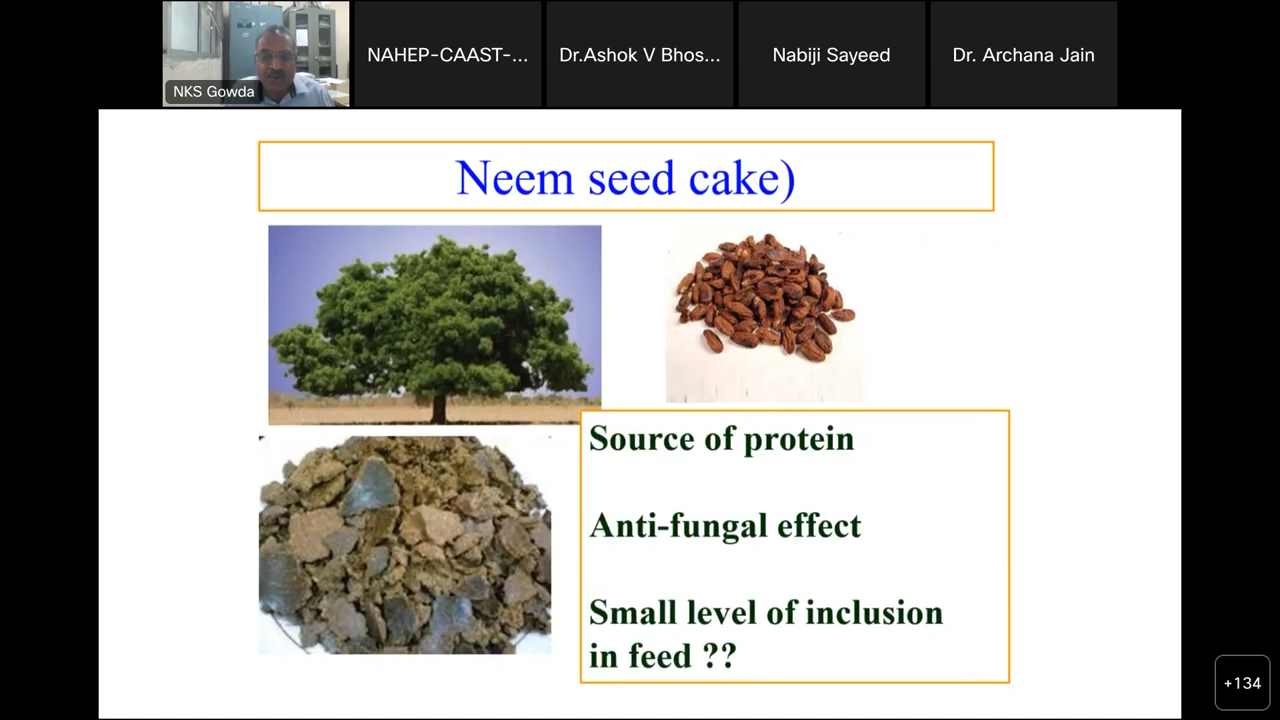 NKS Gowda
NAHEP-CAAST-...
Dr.Ashok V Bhos...
Nabiji Sayeed
Dr. Archana Jain
Neem seed cake)
Source of protein
Anti-fungal effect
Small level of inclusion
in feed ??
+134